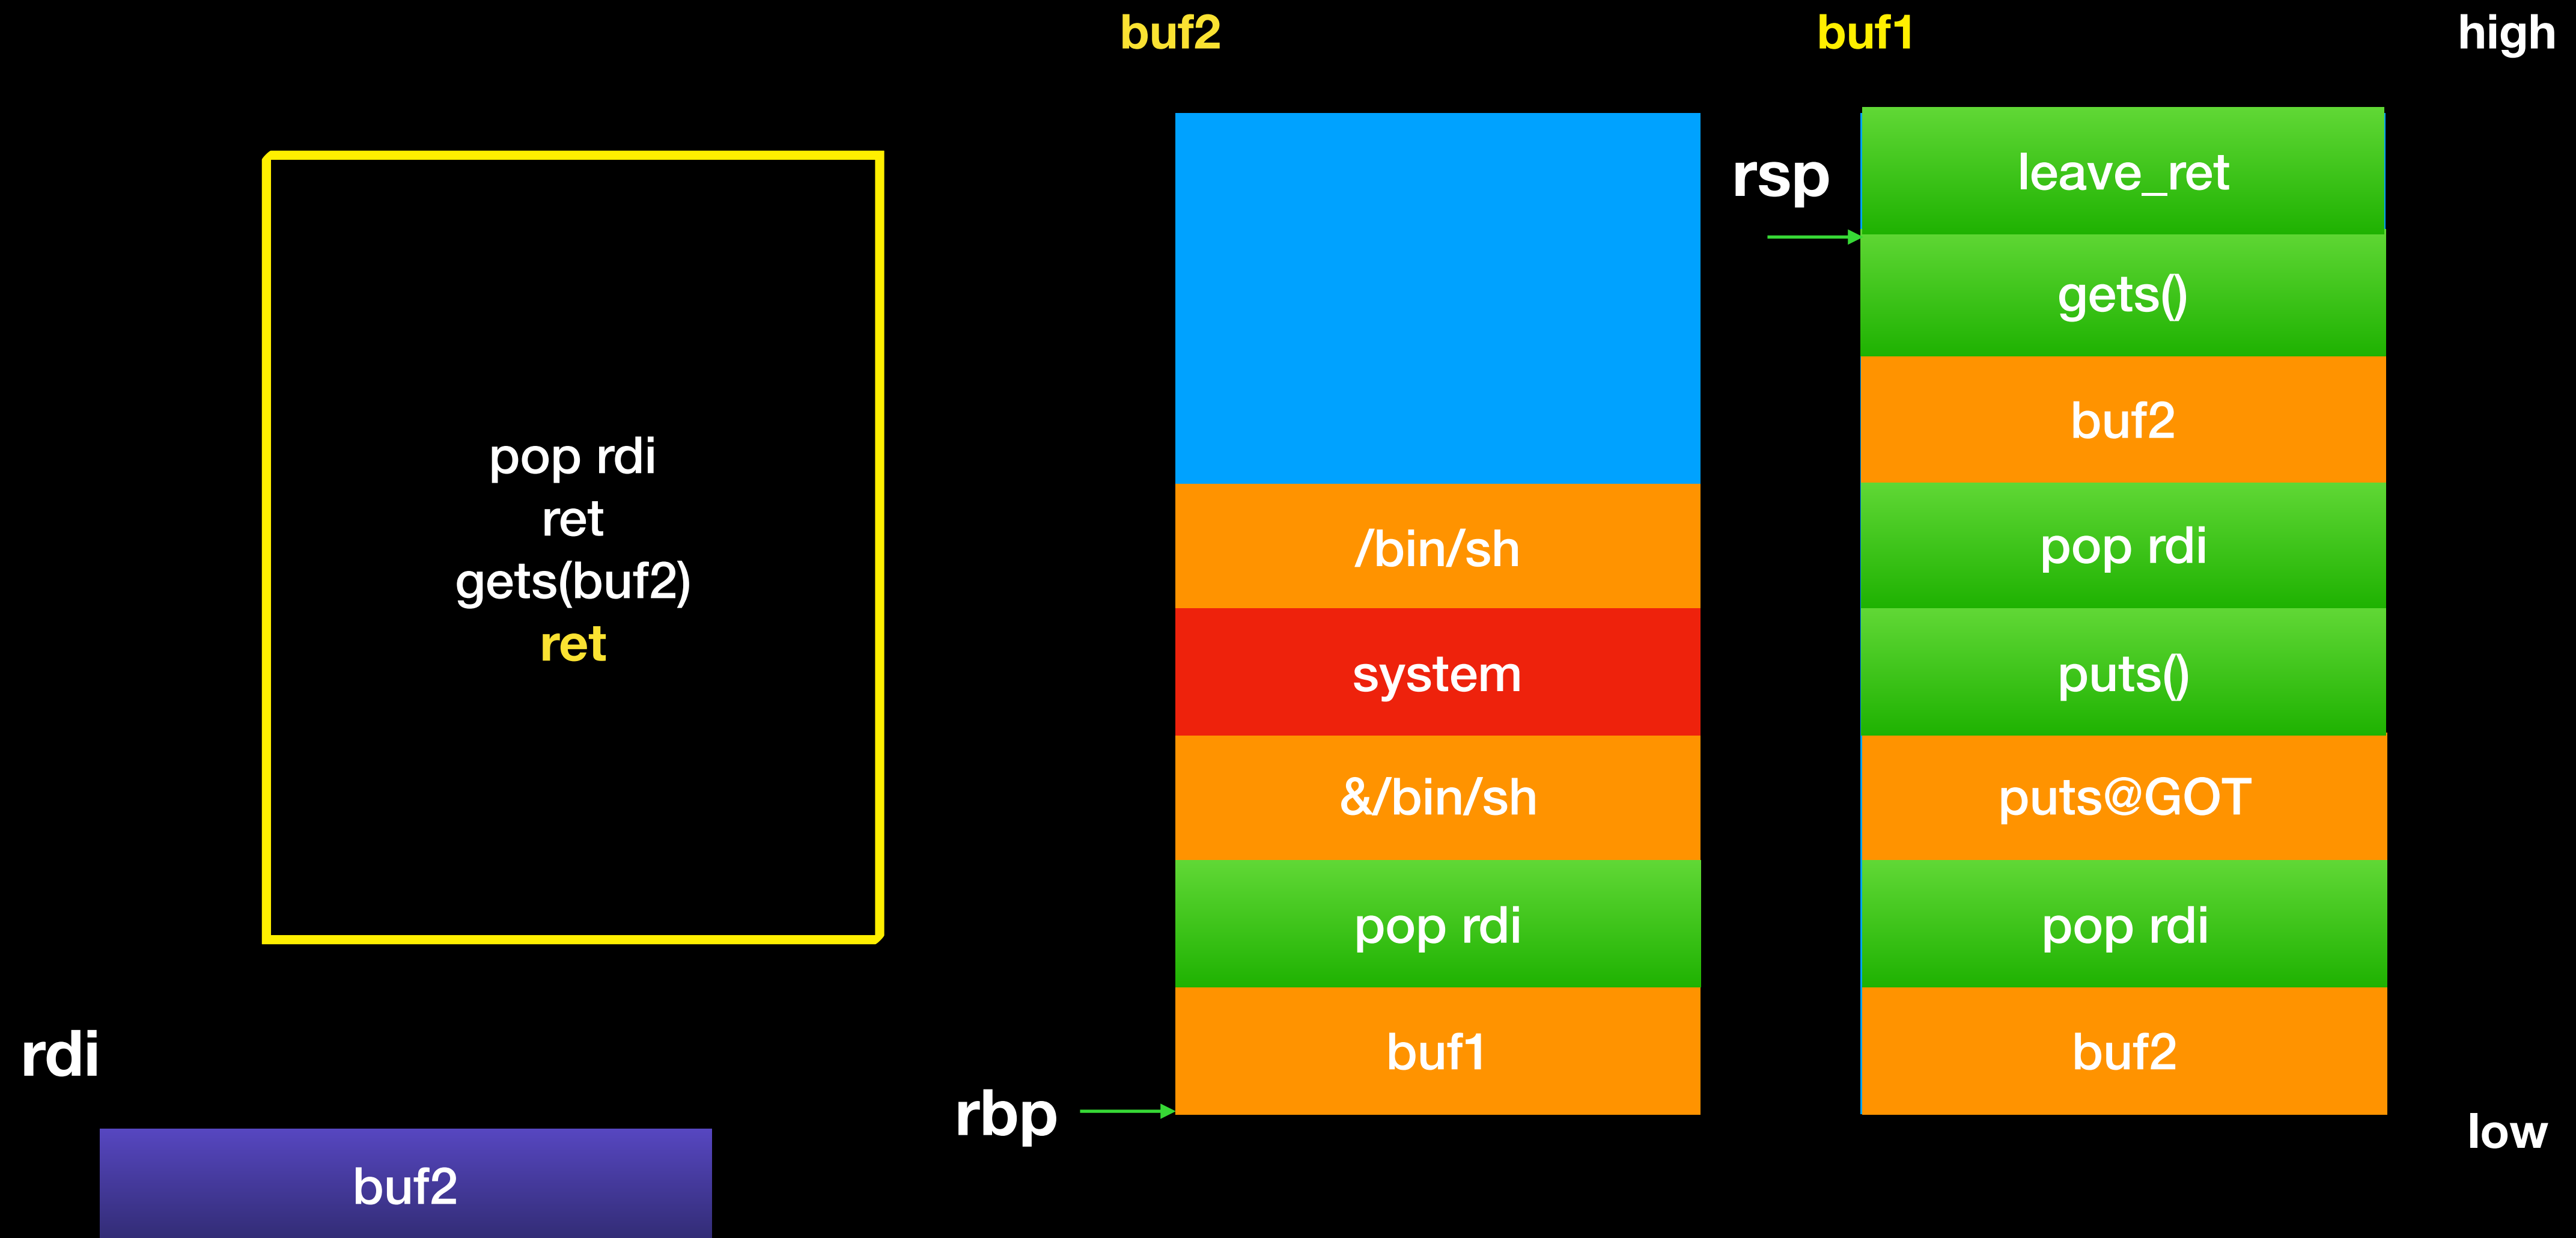 buf2
buf1
high
pop rdi
ret
gets(buf2)
ret
rdi
buf2
rbp
/bin/sh
system
&/bin/sh
pop rdi
buf1
rsp
leave_ret
gets()
buf2
pop rdi
puts()
puts@GOT
pop rdi
buf2
low